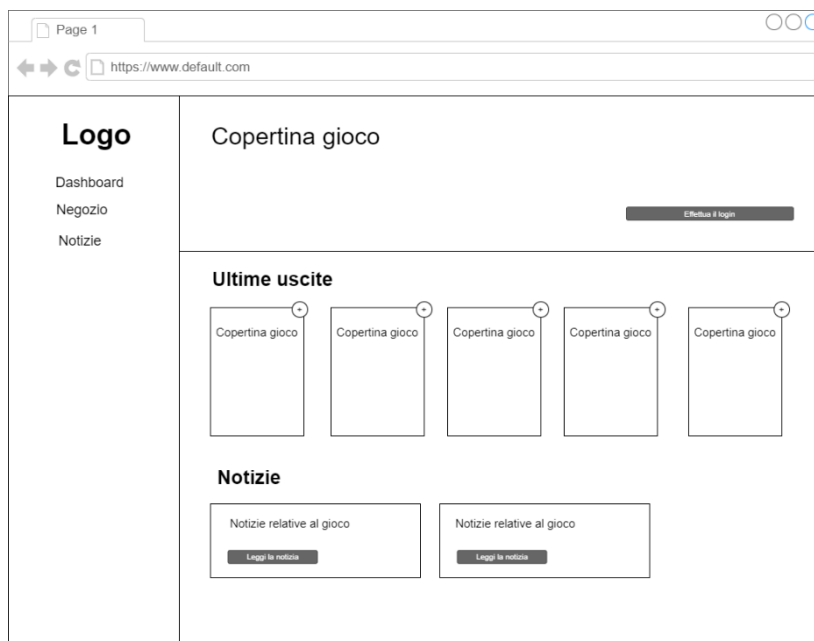 Page 1
https://www.default.com
Logo
Dashboard
Negozio
Notizie
Copertina gioco
Effettua il login
Ultime uscite
+ + + + +
Copertina gioco Copertina gioco Copertina gioco Copertina gioco Copertina gioco
Notizie
Notizie relative al gioco Notizie relative al gioco
Leggi la notizia Leggi la notizia